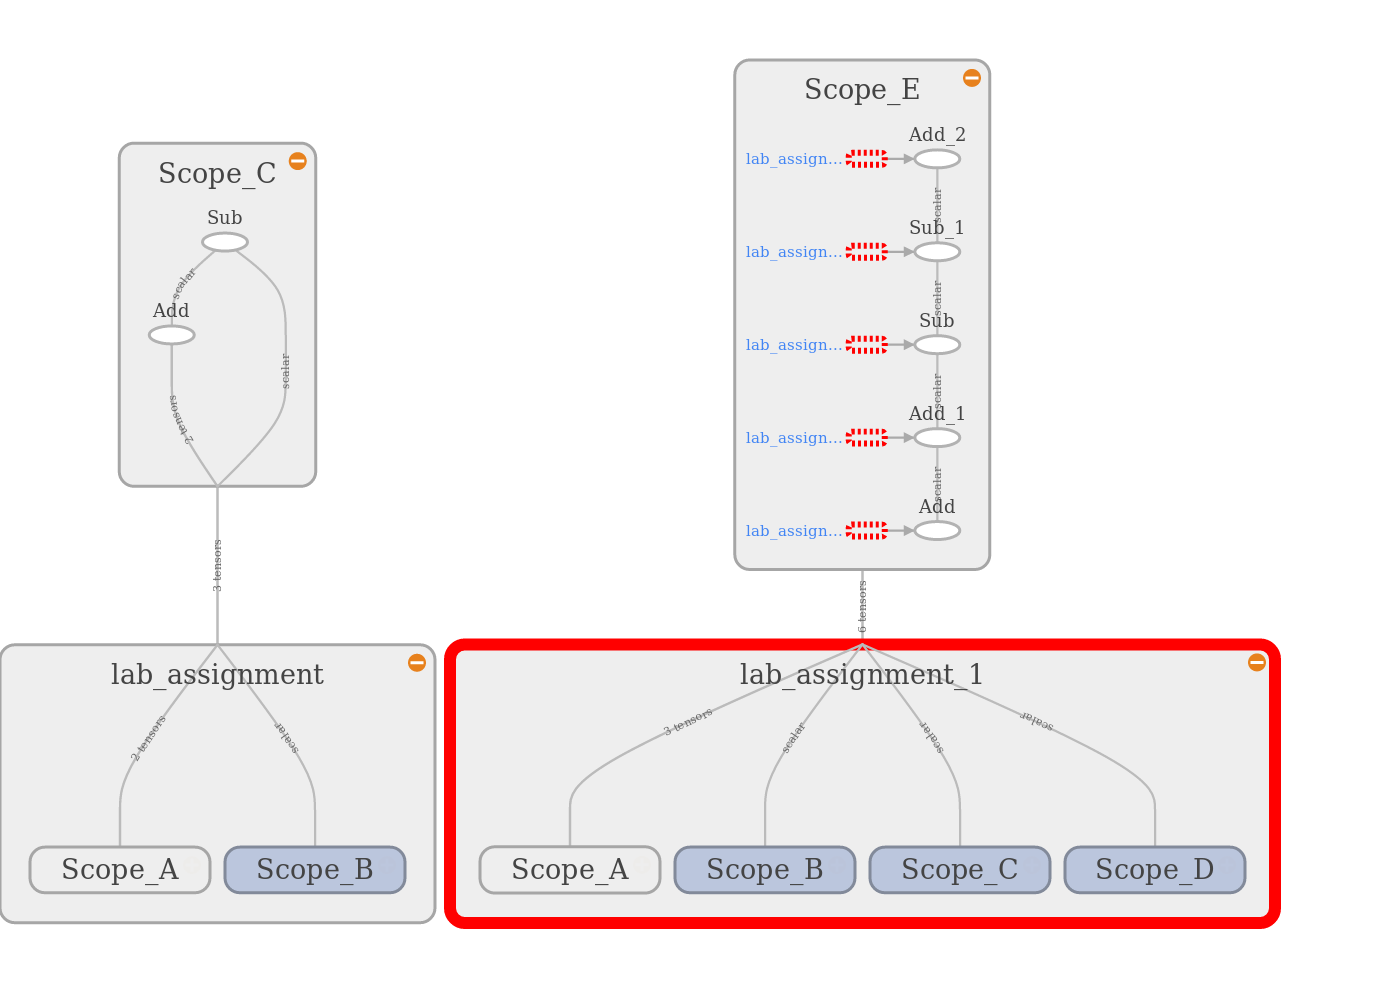 Scope_C
Sub
scalar
Add
scalar
2 tensors
3 tensors
lab_assignment
2 tensors
scalar
Scope_A
Scope_B
Scope_E
Add_2
lab_assign...
scalar
Sub_1
lab_assign...
scalar
Sub
lab_assign...
scalar
Add_1
lab_assign...
scalar
Add
lab_assign...
6 tensors
lab_assignment_1
3 tensors
scalar
scalar
scalar
Scope_A
Scope_B
Scope_C
Scope_D